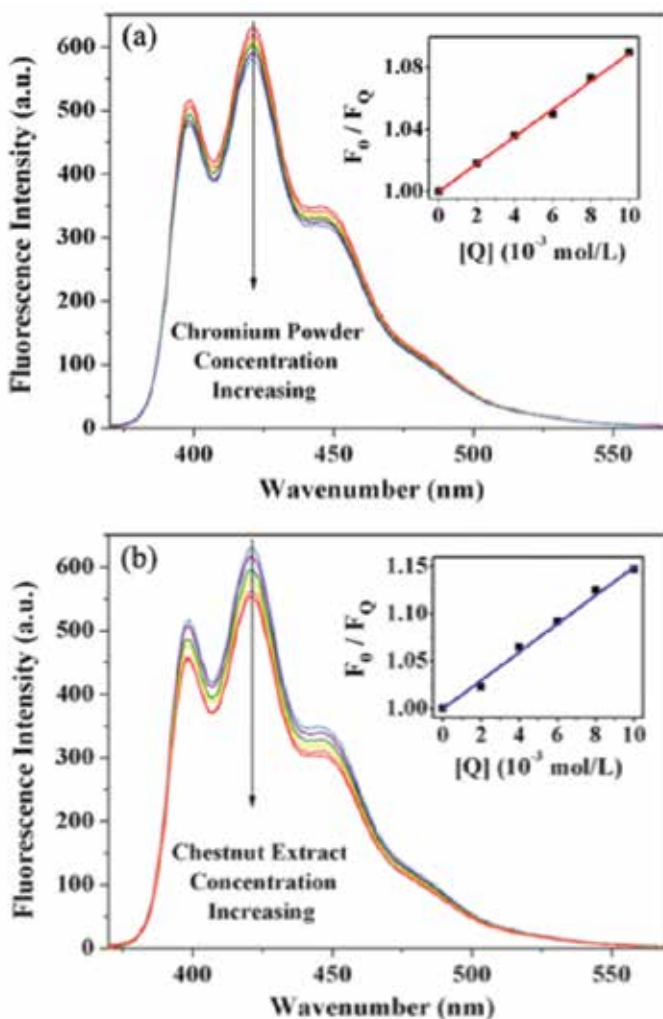 (a)
Fluorescence Intensity (a.u.)
600
500
400
300
200
100
0
Chromium Powder
Concentration
Increasing
F0 / FQ
1.08
1.04
1.00
0 2 4 6 8 10
[Q] (10-3 mol/L)
400 450 500 550
Wavenumber (nm)
(b)
Fluorescence Intensity (a.u.)
600
500
400
300
200
100
0
Chestnut Extract
Concentration
Increasing
F0 / FQ
1.15
1.10
1.05
1.00
0 2 4 6 8 10
[Q] (10-3 mol/L)
400 450 500 550
Wavenumber (nm)